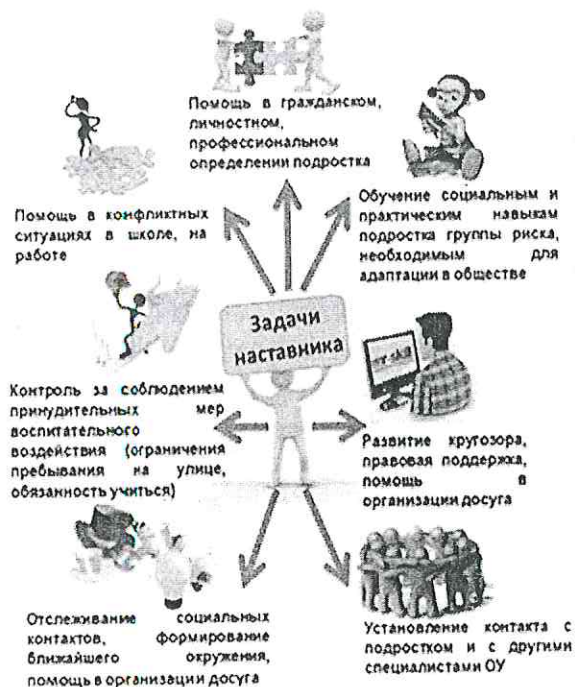 Помощь в гражданском,
личностном,
профессиональном
определении подростка
Помощь в конфликтных
ситуациях в школе, на
работе
Обучение социальным и
практическим навыкам
подростка группы риска,
необходимым для
адаптации в обществе
Задачи
наставника
Контроль за соблюдением
принудительных мер
воспитательного
воздействия (ограничения
пребывания на улице,
обязанность учиться)
Развитие кругозора,
правовая поддержка,
помощь в
организации досуга
Отслеживание социальных
контактов, формирование
ближайшего окружения,
помощь в организации досуга
Установление контакта с
подростком и с другими
специалистами ОУ